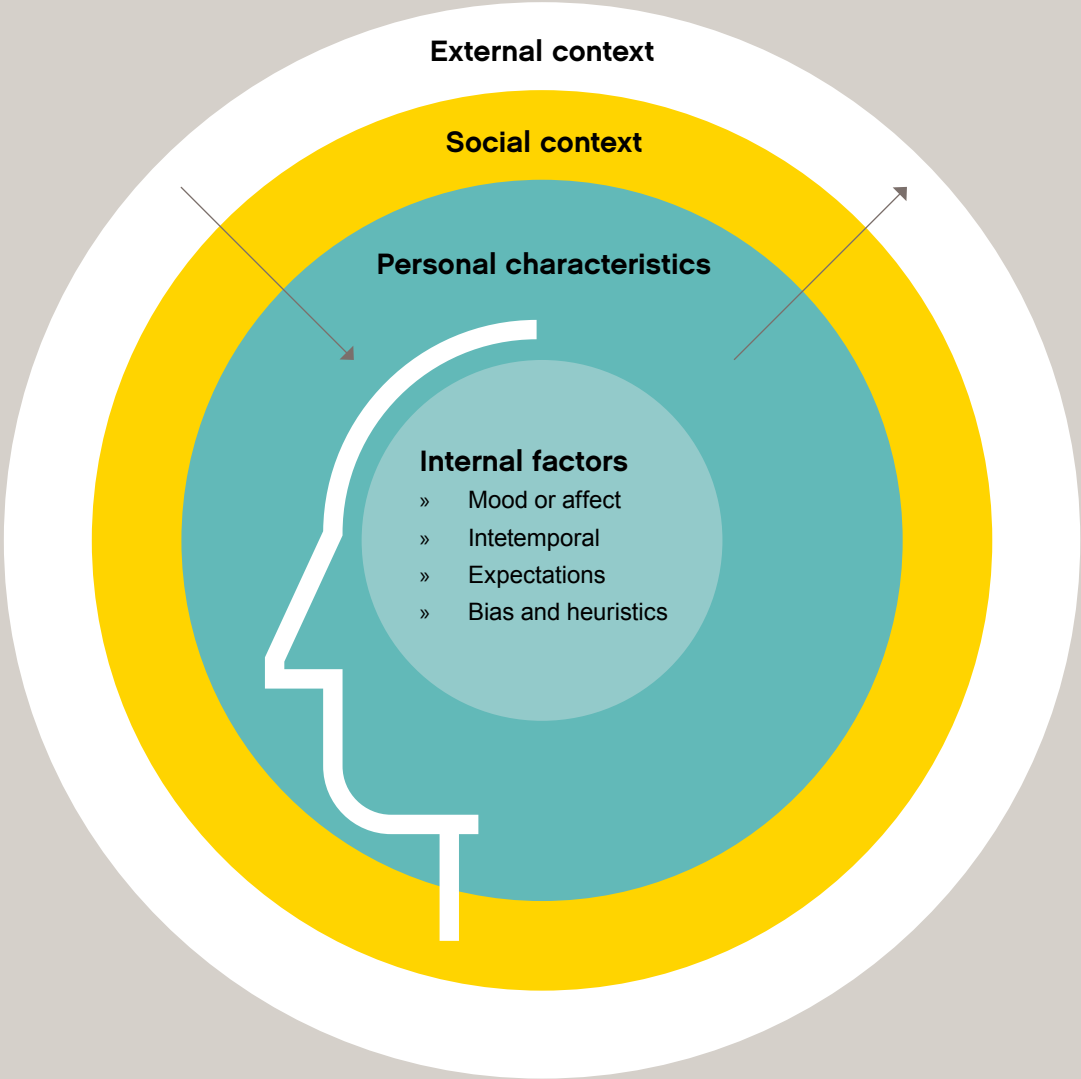 External context
Social context
Personal characteristics
Internal factors
» Mood or affect
» Intetemporal
» Expectations
» Bias and heuristics